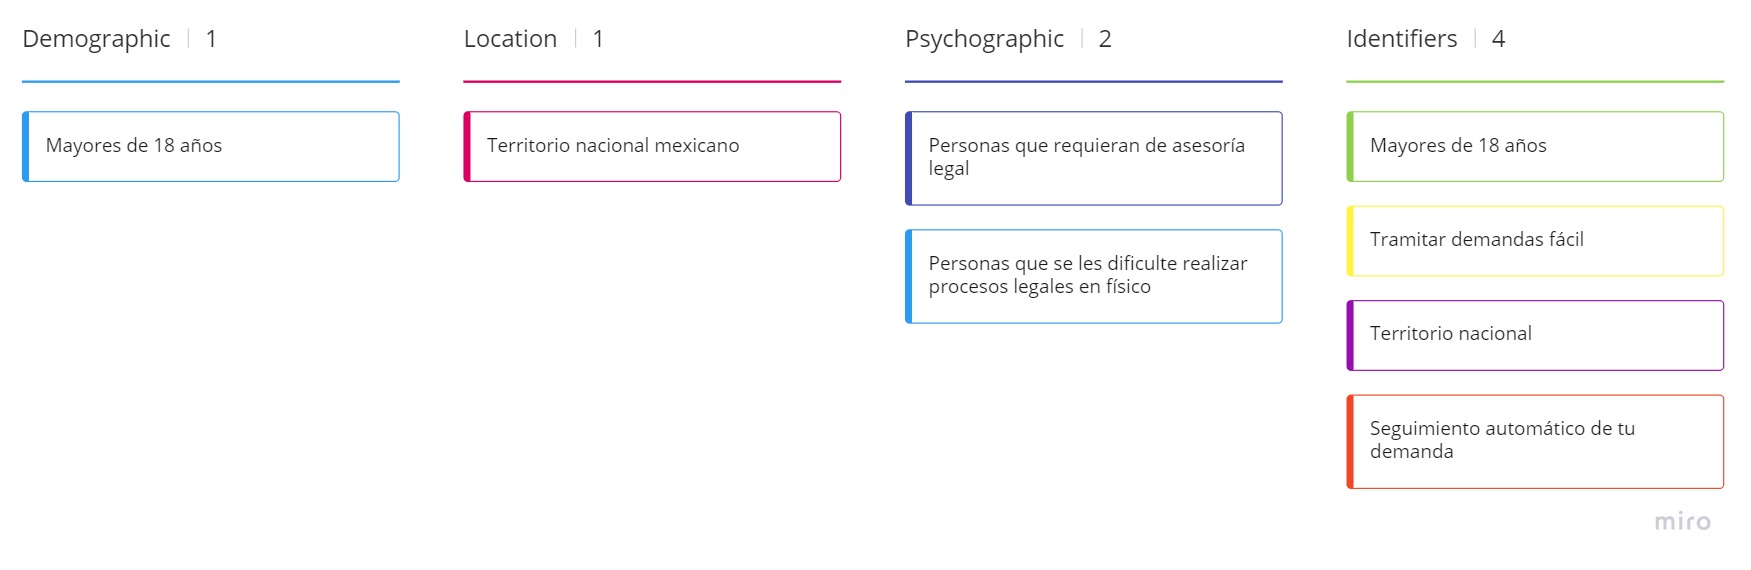 Demographic | 1
Mayores de 18 años
Location | 1
Territorio nacional mexicano
Psychographic | 2
Personas que requieran de asesoría
legal
Personas que se les dificulte realizar
procesos legales en físico
Identifiers | 4
Mayores de 18 años
Tramitar demandas fácil
Territorio nacional
Seguimiento automático de tu
demanda
miro